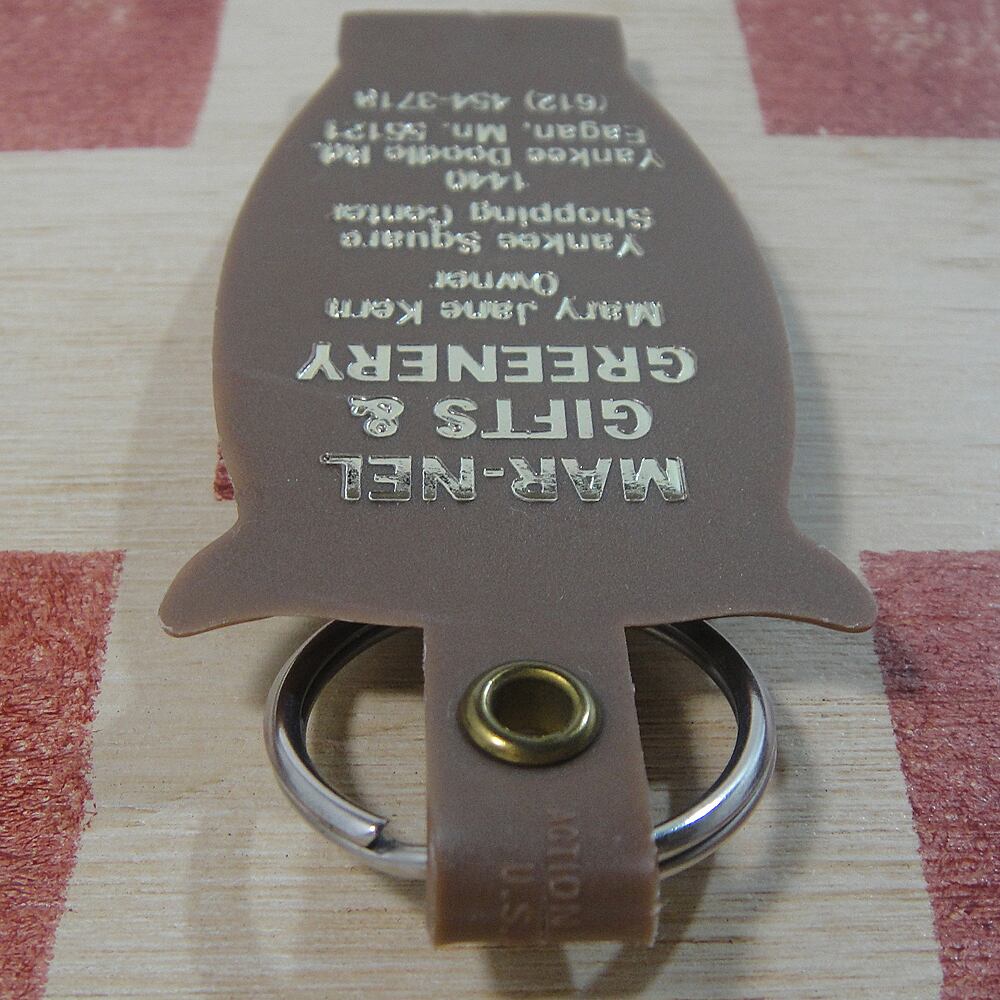 MAR-NEL
GIFTS &
GREENERY
Mary Jane Kern
Owner
Yankee Square
Shopping Center
1440
Yankee Doodle Rd.
Eagan, Mn. 55121
(612) 454-3718
ACTION
U.S.